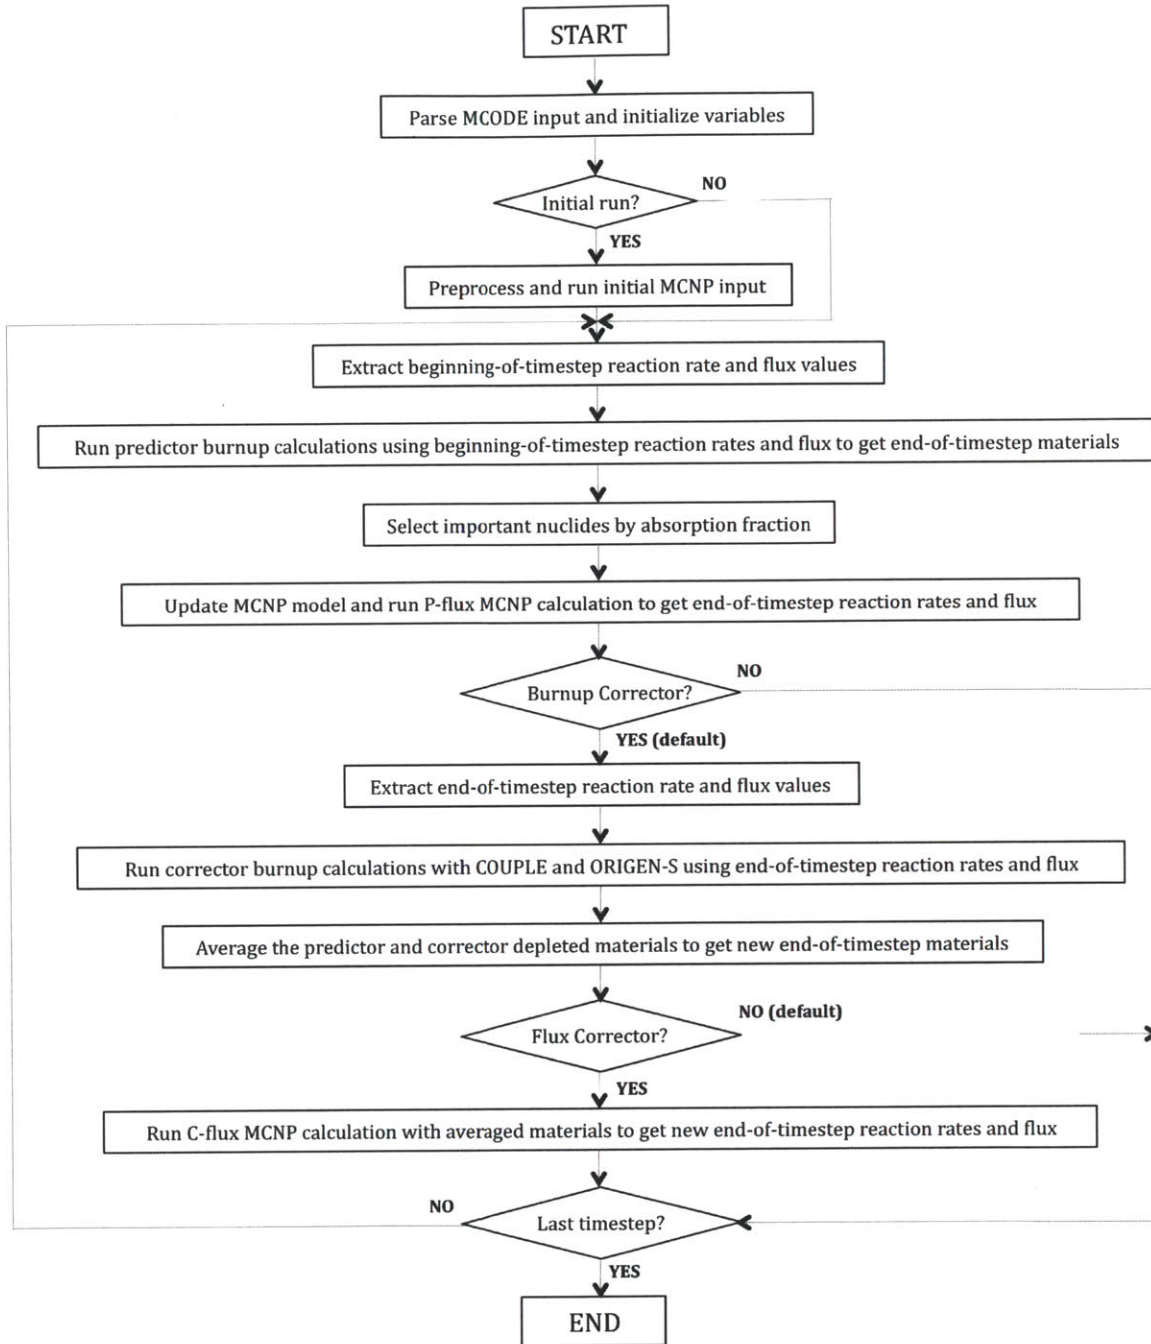 START
Parse MCODE input and initialize variables
Initial run?
NO
YES
Preprocess and run initial MCNP input
Extract beginning-of-timestep reaction rate and flux values
Run predictor burnup calculations using beginning-of-timestep reaction rates and flux to get end-of-timestep materials
Select important nuclides by absorption fraction
Update MCNP model and run P-flux MCNP calculation to get end-of-timestep reaction rates and flux
Burnup Corrector?
NO
YES (default)
Extract end-of-timestep reaction rate and flux values
Run corrector burnup calculations with COUPLE and ORIGEN-S using end-of-timestep reaction rates and flux
Average the predictor and corrector depleted materials to get new end-of-timestep materials
Flux Corrector?
NO (default)
YES
Run C-flux MCNP calculation with averaged materials to get new end-of-timestep reaction rates and flux
NO
Last timestep?
YES
END